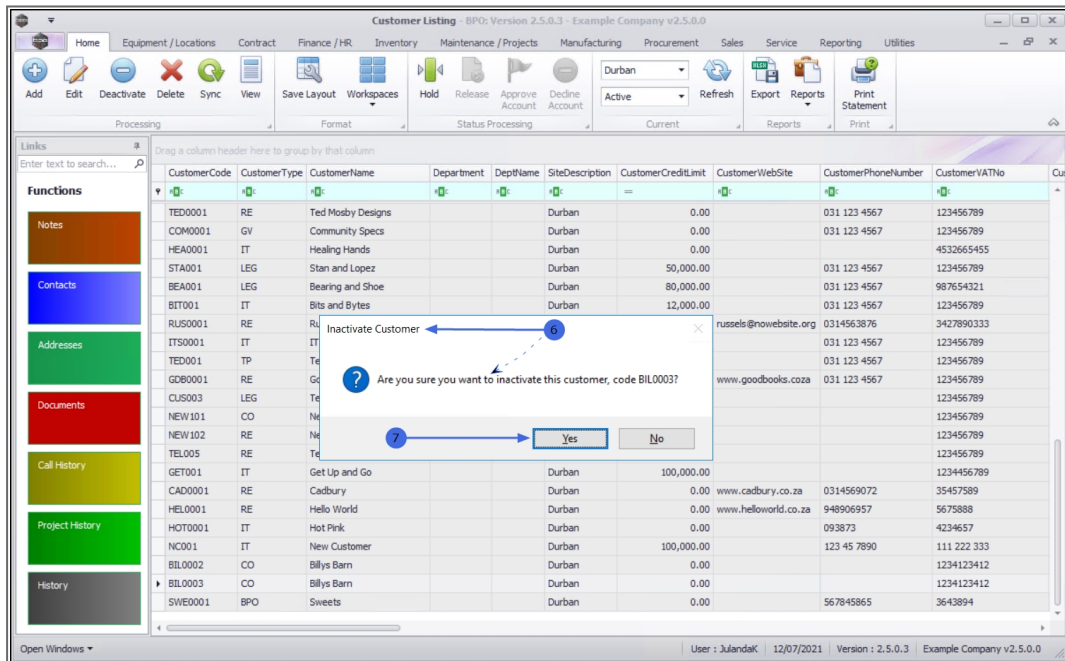 Customer Listing - BPO: Version 2.5.0.3 - Example Company v2.5.0.0
Home Equipment / Locations Contract Finance / HR Inventory Maintenance / Projects Manufacturing Procurement Sales Service Reporting Utilities
Add Edit Deactivate Delete Sync View Save Layout Workspaces Hold Release Approve Account Decline Account Durban Active Refresh Export Reports Print Statement
Processing Format Status Processing Current Reports Print
Links
Drag a column header here to group by that column
Enter text to search...
CustomerCode CustomerType CustomerName Department DeptName SiteDescription CustomerCreditLimit CustomerWebSite CustomerPhoneNumber CustomerVATNo Cus
Functions
=
TED0001 RE Ted Mosby Designs Durban 0.00 031 123 4567 123456789
Notes
COM0001 GV Community Specs Durban 0.00 031 123 4567 123456789
HEA0001 IT Healing Hands Durban 0.00 4532665455
STA001 LEG Stan and Lopez Durban 50,000.00 031 123 4567 123456789
Contacts
BEA001 LEG Bearing and Shoe Durban 80,000.00 031 123 4567 987654321
BIT001 IT Bits and Bytes Durban 12,000.00 031 123 4567 123456789
RUS0001 RE Ru russels@nowebsite.org 0314563876 3427890333
Inactivate Customer 6
Addresses
ITS0001 IT IT 031 123 4567 123456789
TED001 TP Te 031 123 4567 123456789
GDB0001 RE Go www.goodbooks.coza 031 123 4567 123456789
Are you sure you want to inactivate this customer, code BIL0003?
Documents
CUS003 LEG Te 123456789
NEW101 CO Ne 123456789
NEW102 RE Ne 123456789
7 Yes No
TEL005 RE Te 123456789
Call History
GET001 IT Get Up and Go Durban 100,000.00 1234456789
CAD0001 RE Cadbury Durban 0.00 www.cadbury.co.za 0314569072 35457589
HEL0001 RE Hello World Durban 0.00 www.helloworld.co.za 948906957 5675888
Project History
HOT0001 IT Hot Pink Durban 0.00 093873 4234657
NC001 IT New Customer Durban 100,000.00 123 45 7890 111 222 333
BIL0002 CO Billys Barn Durban 0.00 1234123412
History
BIL0003 CO Billys Barn Durban 0.00 1234123412
SWE0001 BPO Sweets Durban 0.00 567845865 3643894
Open Windows User : JulandaK 12/07/2021 Version : 2.5.0.3 Example Company v2.5.0.0